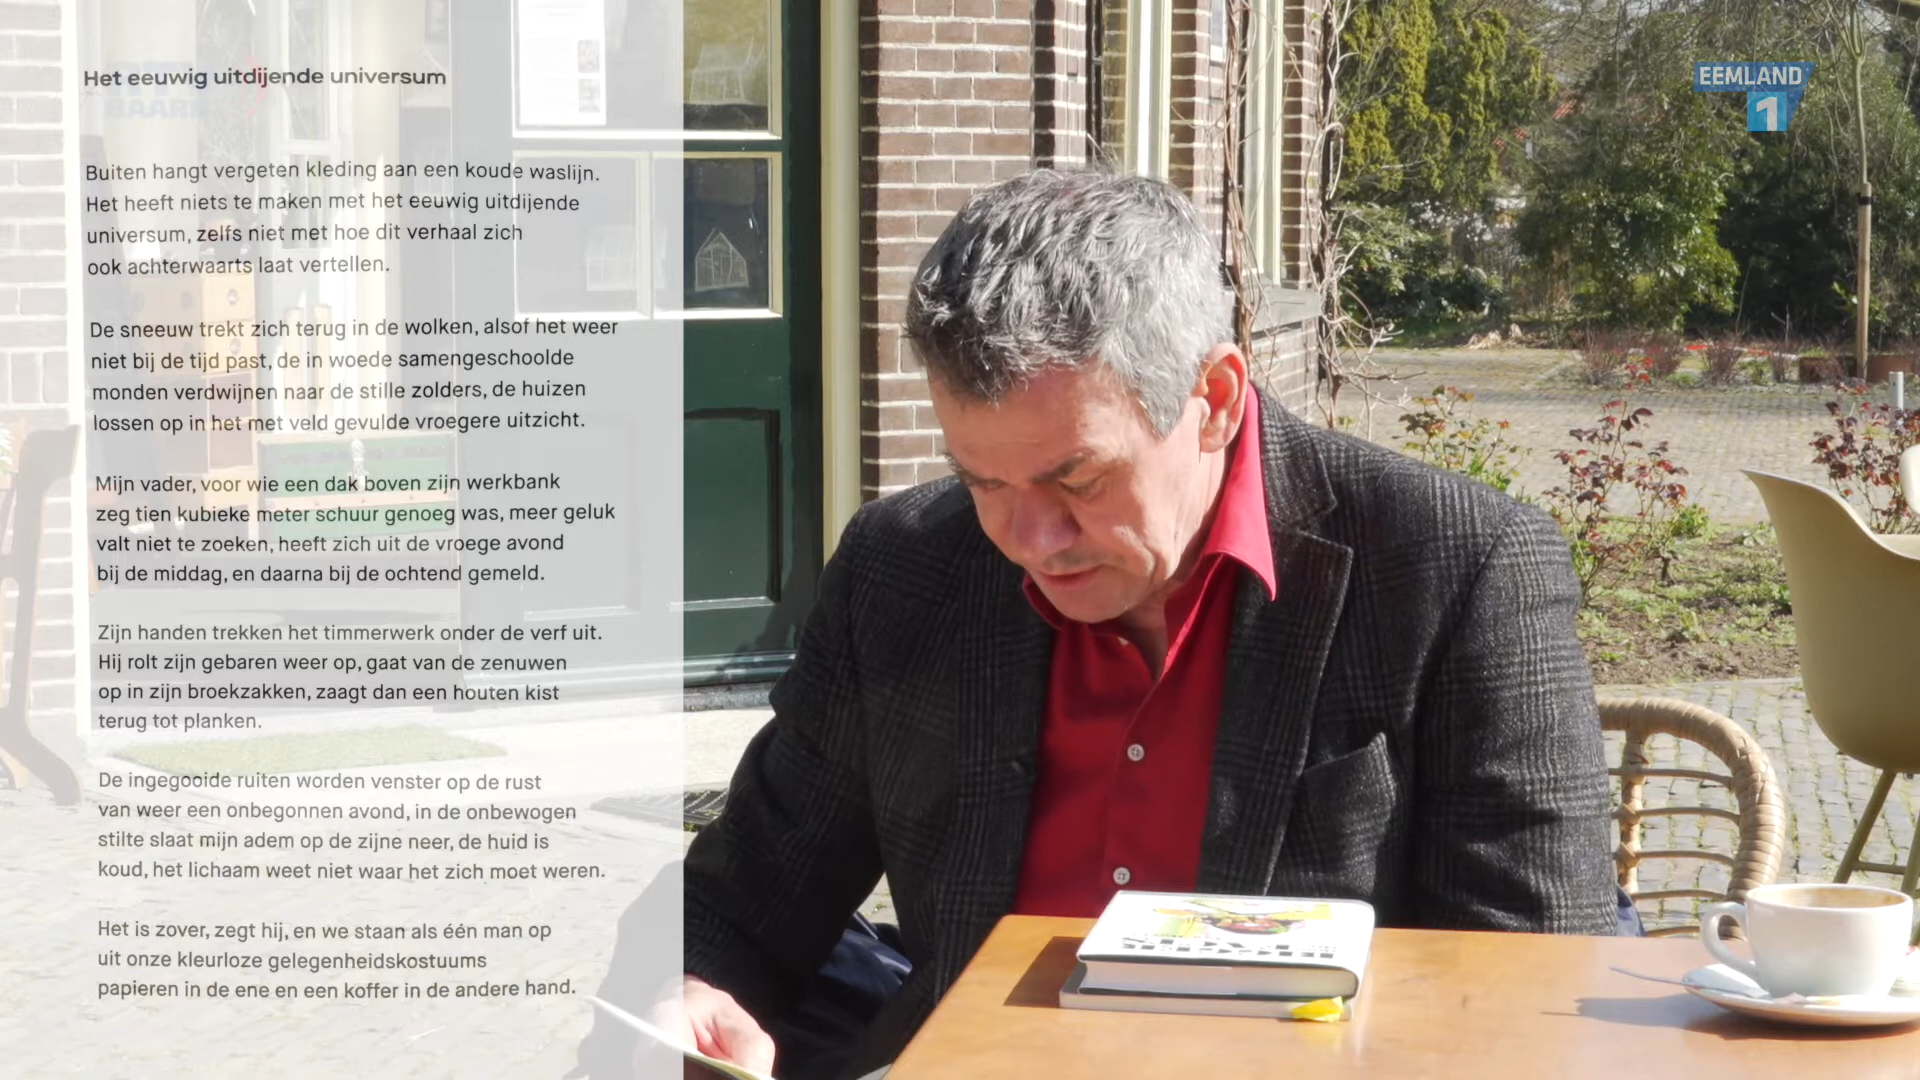 Het eeuwig uitdijende universum
Buiten hangt vergeten kleding aan een koude waslijn.
Het heeft niets te maken met het eeuwig uitdijende
universum, zelfs niet met hoe dit verhaal zich
ook achterwaarts laat vertellen.
De sneeuw trekt zich terug in de wolken, alsof het weer
niet bij de tijd past, de in woede samengeschoolde
monden verdwijnen naar de stille zolders, de huizen
lossen op in het met veld gevulde vroegere uitzicht.
Mijn vader, voor wie een dak boven zijn werkbank
zeg tien kubieke meter schuur genoeg was, meer geluk
valt niet te zoeken, heeft zich uit de vroege avond
bij de middag, en daarna bij de ochtend gemeld.
Zijn handen trekken het timmerwerk onder de verf uit.
Hij rolt zijn gebaren weer op, gaat van de zenuwen
op in zijn broekzakken, zaagt dan een houten kist
terug tot planken.
De ingegooide ruiten worden venster op de rust
van weer een onbegonnen avond, in de onbewogen
stilte slaat mijn adem op de zijne neer, de huid is
koud, het lichaam weet niet waar het zich moet weren.
Het is zover, zegt hij, en we staan als één man op
uit onze kleurloze gelegenheidskostuums
papieren in de ene en een koffer in de andere hand.
EEMLAND
1